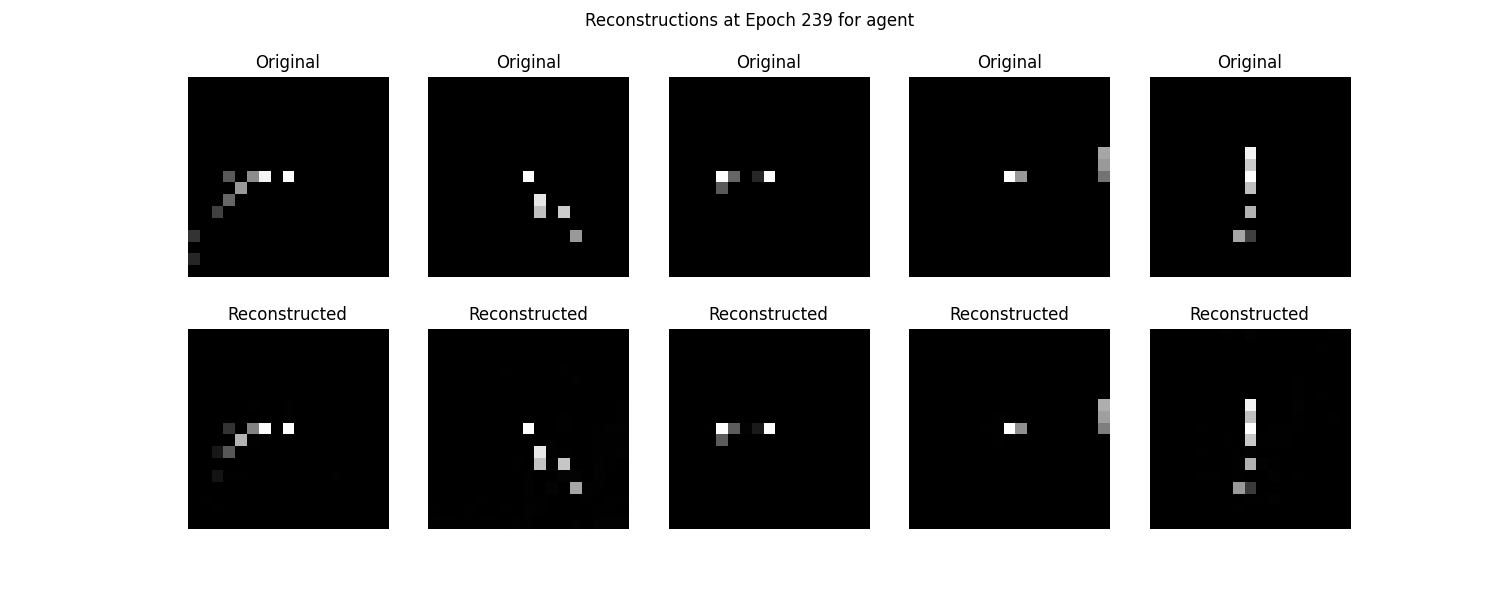 Reconstructions at Epoch 239 for agent
Original Original Original Original Original
Reconstructed Reconstructed Reconstructed Reconstructed Reconstructed